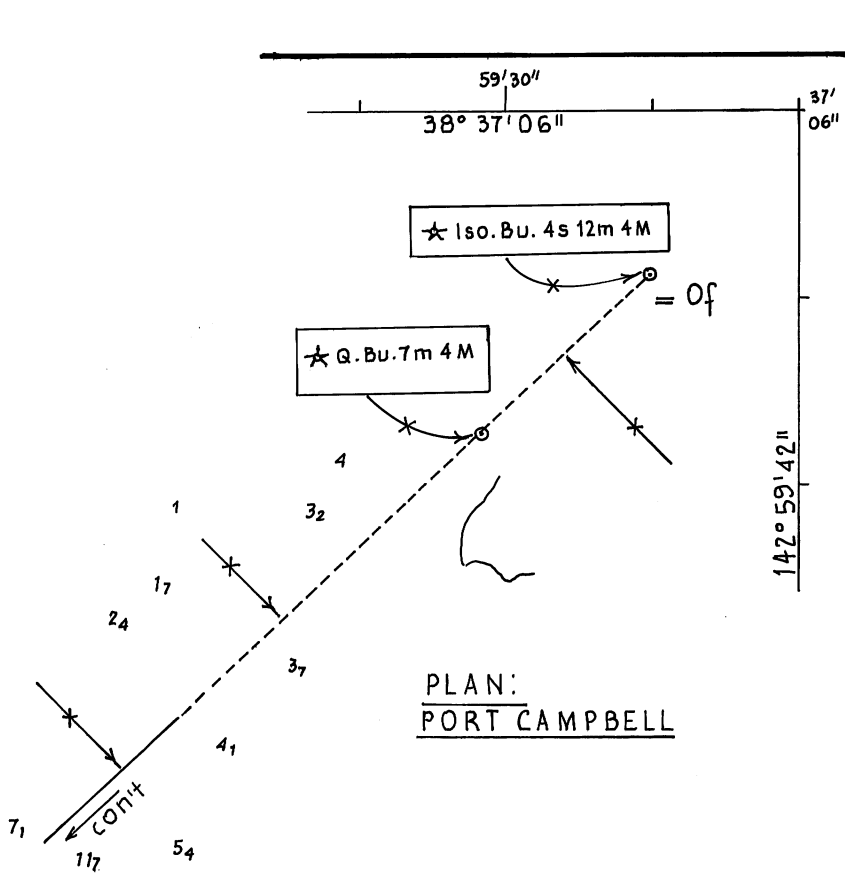 59'30"
38° 37'06"
37'
06"
☆ Iso.Bu. 4s 12m 4M
= Of
☆ Q.Bu.7m 4M
142°59'42"
4
3₂
1
1₇
2₄
3₇
PLAN:
PORT CAMPBELL
4₁
con't
7₁
11₇
5₄